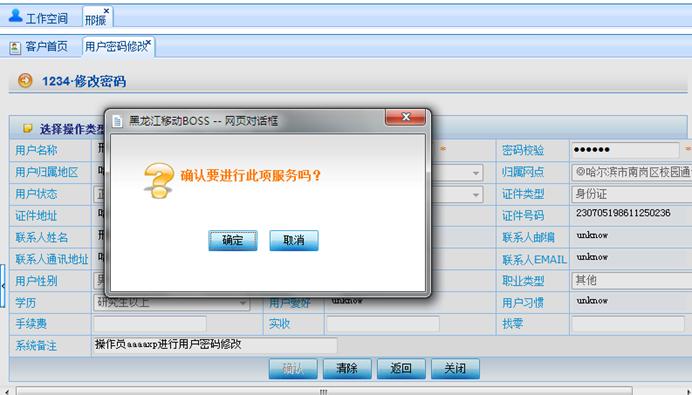 工作空间 邢振
客户首页 用户密码修改
1234·修改密码
选择操作类型
黑龙江移动BOSS -- 网页对话框
确认要进行此项服务吗？
确定 取消
用户名称 * 密码校验 ●●●●●● *
用户归属地区 归属网点 ◎哈尔滨市南岗区校园通
用户状态 证件类型 身份证
证件地址 证件号码 230705198611250236
联系人姓名 联系人邮编 unknow
联系人通讯地址 联系人EMAIL unknow
用户性别 职业类型 其他
学历 研究生以上 用户爱好 unknow 用户习惯 unknow
手续费 实收 找零
系统备注 操作员aaaaxp进行用户密码修改
确认 清除 返回 关闭